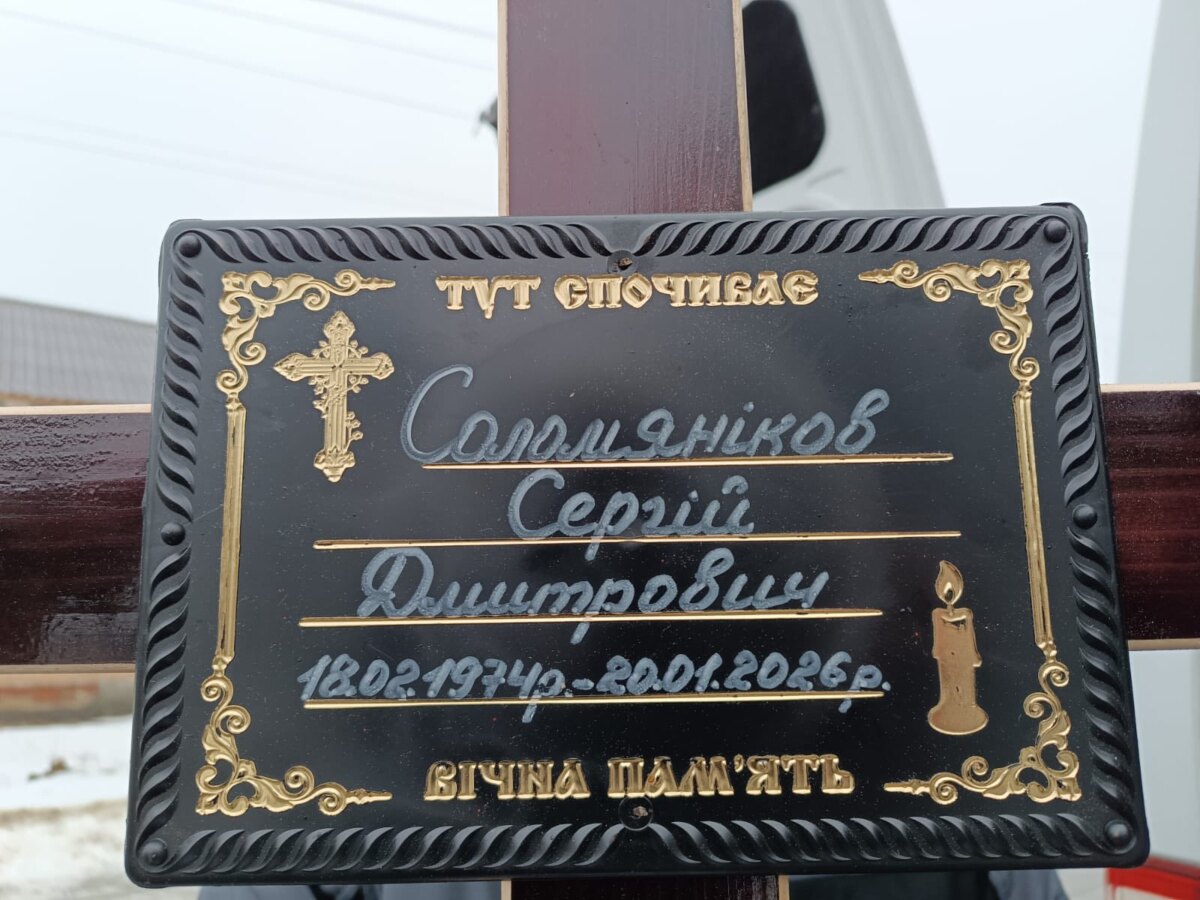 ТУТ СПОЧИВАЄ
Соломяніков
Сергій
Дмитрович
18.02.1974р.-20.01.2026р.
ВІЧНА ПАМ'ЯТЬ